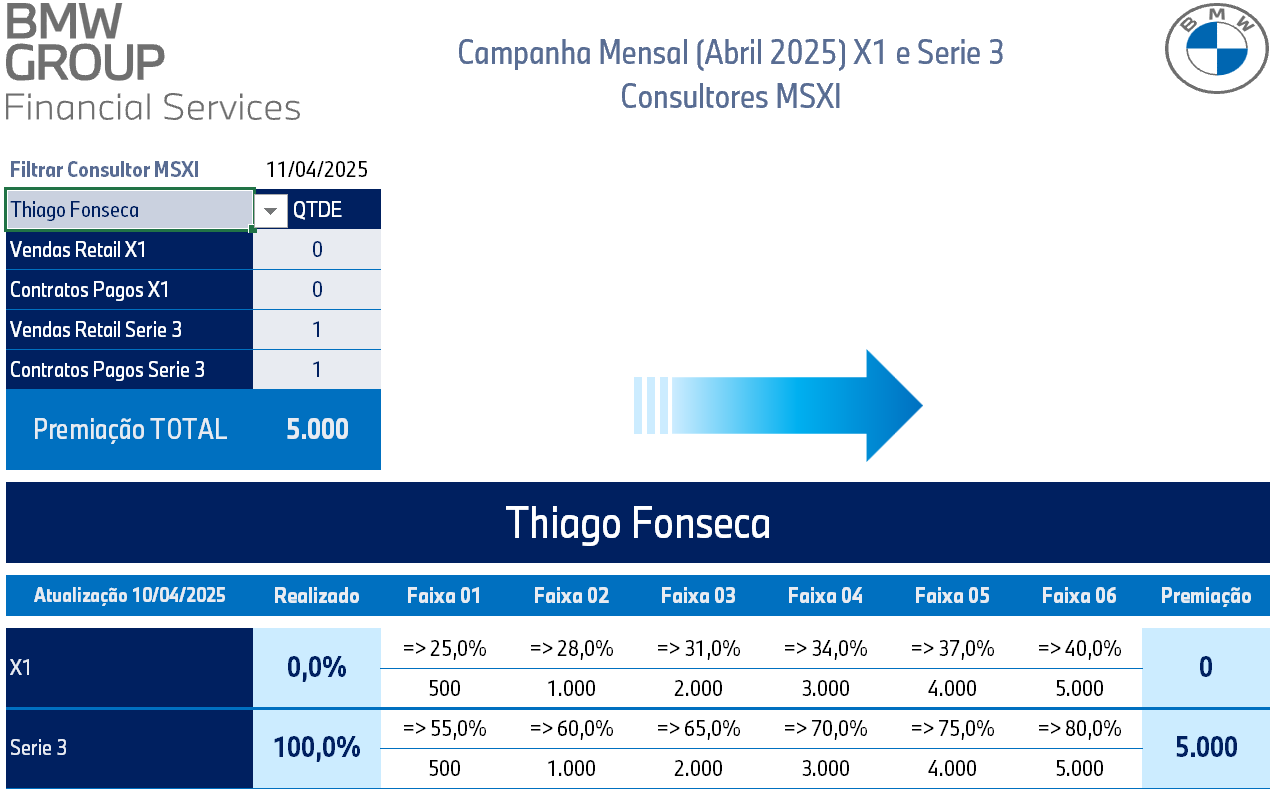 BMW
GROUP
Financial Services
Campanha Mensal (Abril 2025) X1 e Serie 3
Consultores MSXI
BMW
Filtrar Consultor MSXI 11/04/2025
Thiago Fonseca QTDE
Vendas Retail X1 0
Contratos Pagos X1 0
Vendas Retail Serie 3 1
Contratos Pagos Serie 3 1
Premiação TOTAL 5.000
Thiago Fonseca
Atualização 10/04/2025 Realizado Faixa 01 Faixa 02 Faixa 03 Faixa 04 Faixa 05 Faixa 06 Premiação
X1 0,0% => 25,0% => 28,0% => 31,0% => 34,0% => 37,0% => 40,0% 0
500 1.000 2.000 3.000 4.000 5.000
Serie 3 100,0% => 55,0% => 60,0% => 65,0% => 70,0% => 75,0% => 80,0% 5.000
500 1.000 2.000 3.000 4.000 5.000